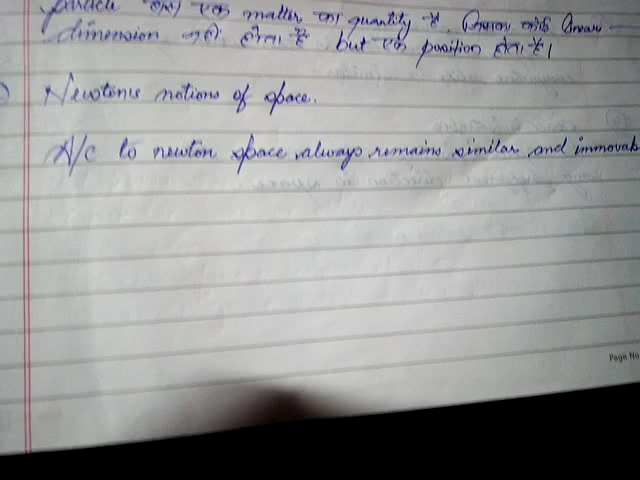 एक matter का quantity है, जिसका कोई linear
dimension नही होता है but एक position होता है।
Newtons notions of space.
A/c to newton space always remains similar and immovab
Page No